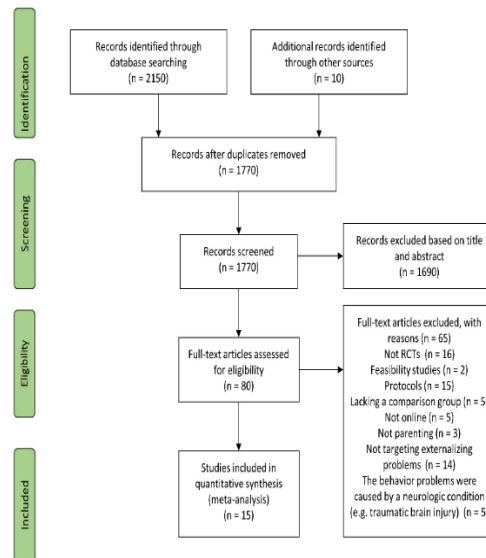 Identification
Records identified through
database searching
(n = 2150)
Additional records identified
through other sources
(n = 10)
Records after duplicates removed
(n = 1770)
Screening
Records screened
(n = 1770)
Records excluded based on title
and abstract
(n = 1690)
Eligibility
Full-text articles assessed
for eligibility
(n = 80)
Full-text articles excluded, with
reasons (n = 65)
Not RCTs (n = 16)
Feasibility studies (n = 2)
Protocols (n = 15)
Lacking a comparison group (n = 5
Not online (n = 5)
Not parenting (n = 3)
Not targeting externalizing
problems (n = 14)
The behavior problems were
caused by a neurologic condition
(e.g. traumatic brain injury) (n = 5
Included
Studies included in
quantitative synthesis
(meta-analysis)
(n = 15)